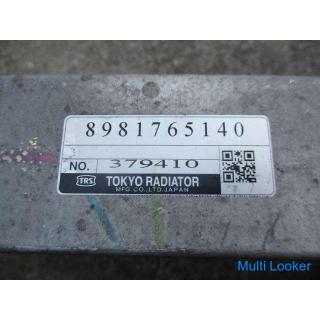 8981765140
NO. 379410
TRS TOKYO RADIATOR
MFG.CO.,LTD.JAPAN
Multi Looker